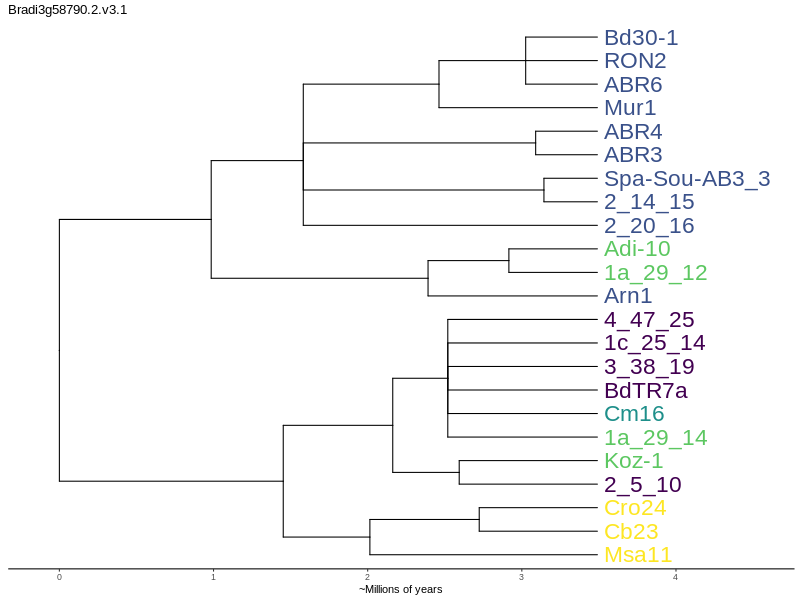 Bradi3g58790.2.v3.1
Bd30-1
RON2
ABR6
Mur1
ABR4
ABR3
Spa-Sou-AB3_3
2_14_15
2_20_16
Adi-10
1a_29_12
Arn1
4_47_25
1c_25_14
3_38_19
BdTR7a
Cm16
1a_29_14
Koz-1
2_5_10
Cro24
Cb23
Msa11
0 1 2 3 4
~Millions of years